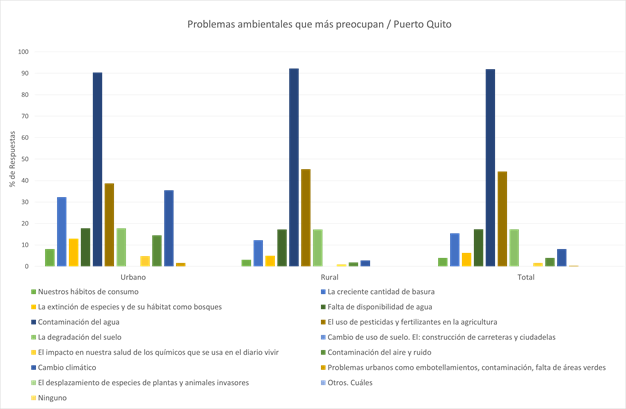 Problemas ambientales que más preocupan / Puerto Quito
100
90
80
70
60
50
40
30
20
10
0
% de Respuestas
Urbano Rural Total
Nuestros hábitos de consumo La creciente cantidad de basura
La extinción de especies y de su hábitat como bosques Falta de disponibilidad de agua
Contaminación del agua El uso de pesticidas y fertilizantes en la agricultura
La degradación del suelo Cambio de uso de suelo. El: construcción de carreteras y ciudadelas
El impacto en nuestra salud de los químicos que se usa en el diario vivir Contaminación del aire y ruido
Cambio climático Problemas urbanos como embotellamientos, contaminación, falta de áreas verdes
El desplazamiento de especies de plantas y animales invasores Otros. Cuáles
Ninguno